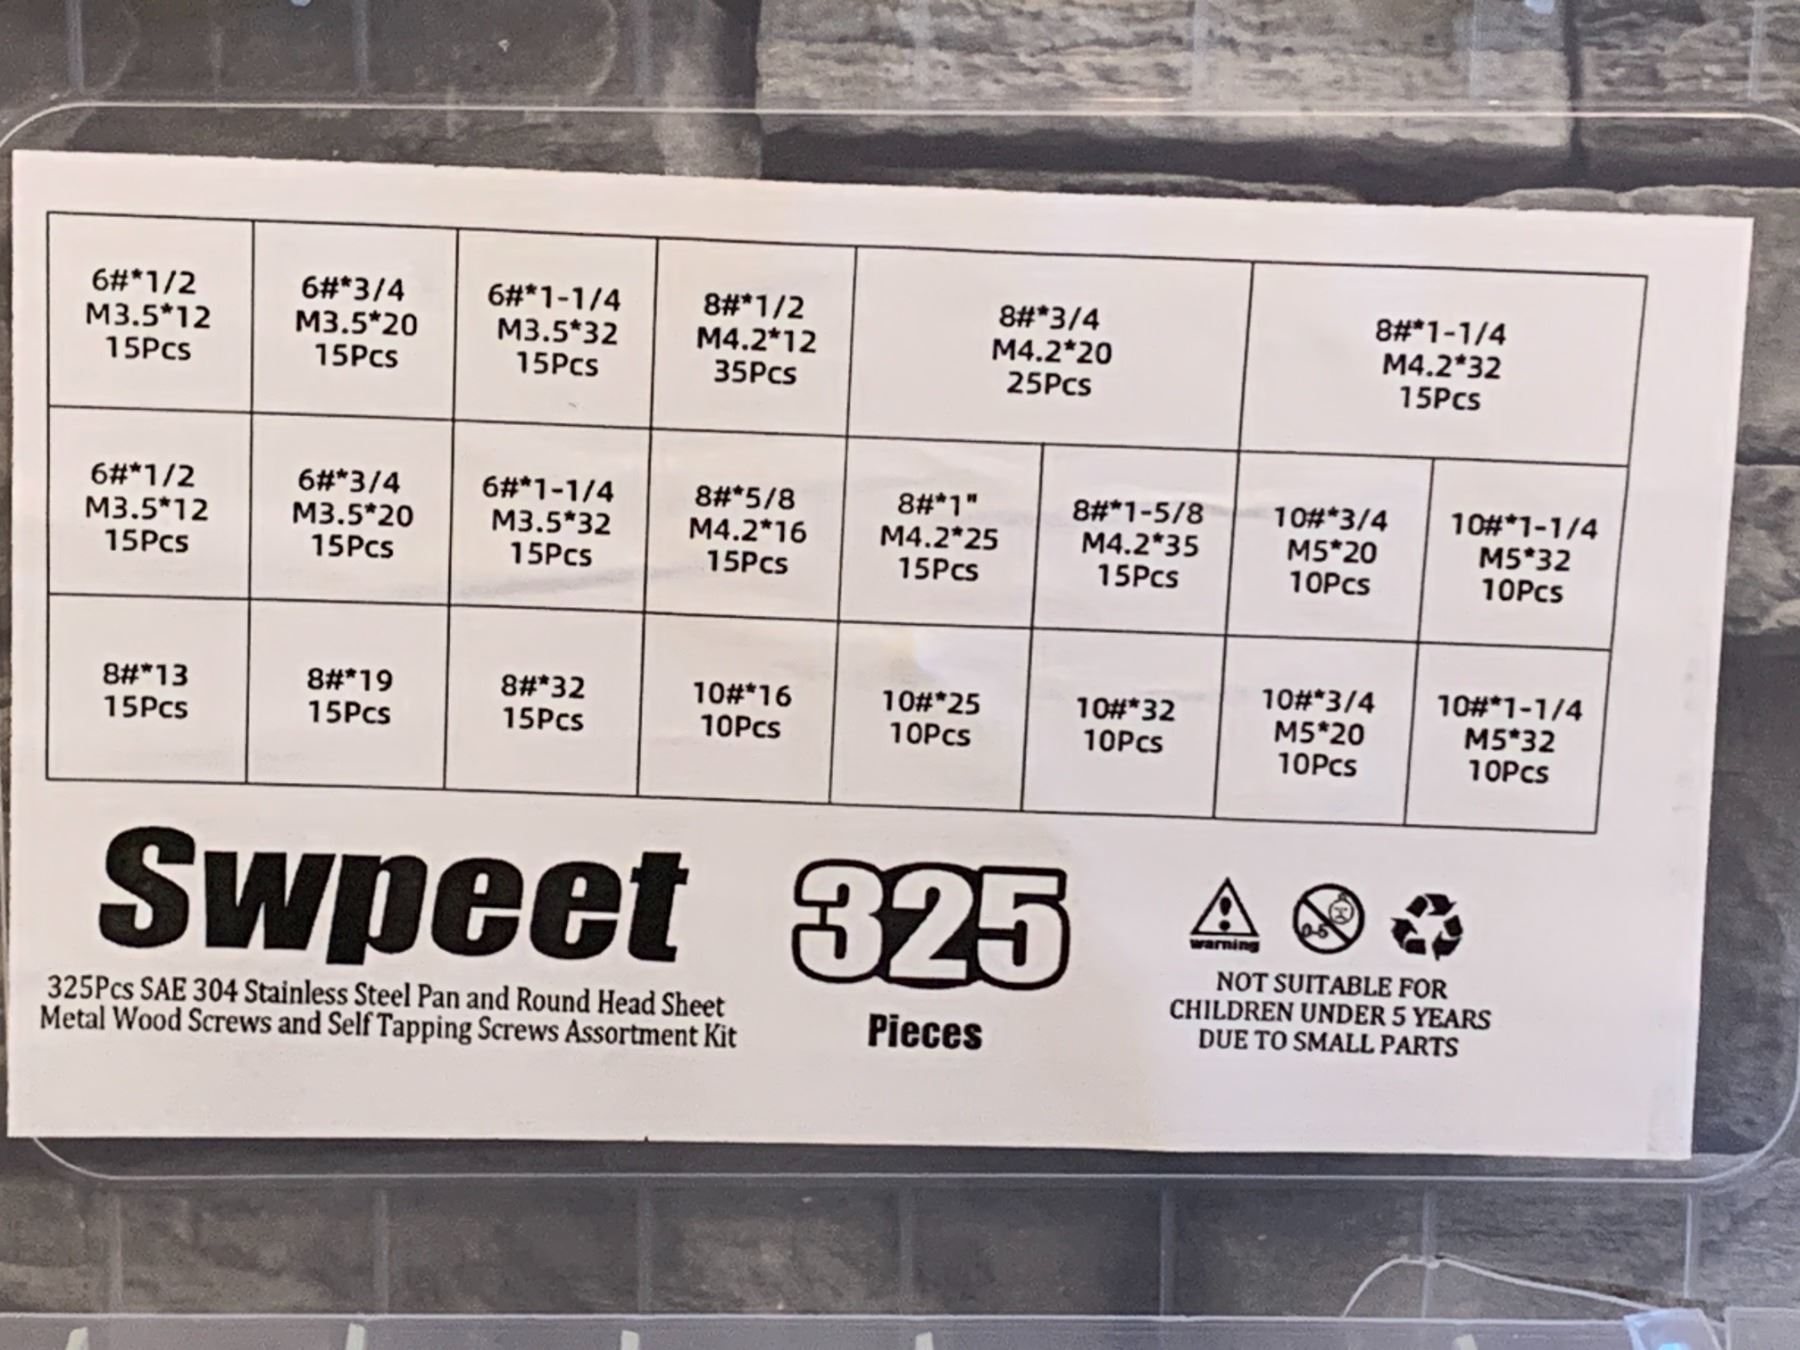 6#*1/2
M3.5*12
15Pcs
6#*3/4
M3.5*20
15Pcs
6#*1-1/4
M3.5*32
15Pcs
8#*1/2
M4.2*12
35Pcs
8#*3/4
M4.2*20
25Pcs
8#*1-1/4
M4.2*32
15Pcs
6#*1/2
M3.5*12
15Pcs
6#*3/4
M3.5*20
15Pcs
6#*1-1/4
M3.5*32
15Pcs
8#*5/8
M4.2*16
15Pcs
8#*1"
M4.2*25
15Pcs
8#*1-5/8
M4.2*35
15Pcs
10#*3/4
M5*20
10Pcs
10#*1-1/4
M5*32
10Pcs
8#*13
15Pcs
8#*19
15Pcs
8#*32
15Pcs
10#*16
10Pcs
10#*25
10Pcs
10#*32
10Pcs
10#*3/4
M5*20
10Pcs
10#*1-1/4
M5*32
10Pcs
Swpeet
325Pcs SAE 304 Stainless Steel Pan and Round Head Sheet
Metal Wood Screws and Self Tapping Screws Assortment Kit
325
Pieces
warning
0-5
NOT SUITABLE FOR
CHILDREN UNDER 5 YEARS
DUE TO SMALL PARTS